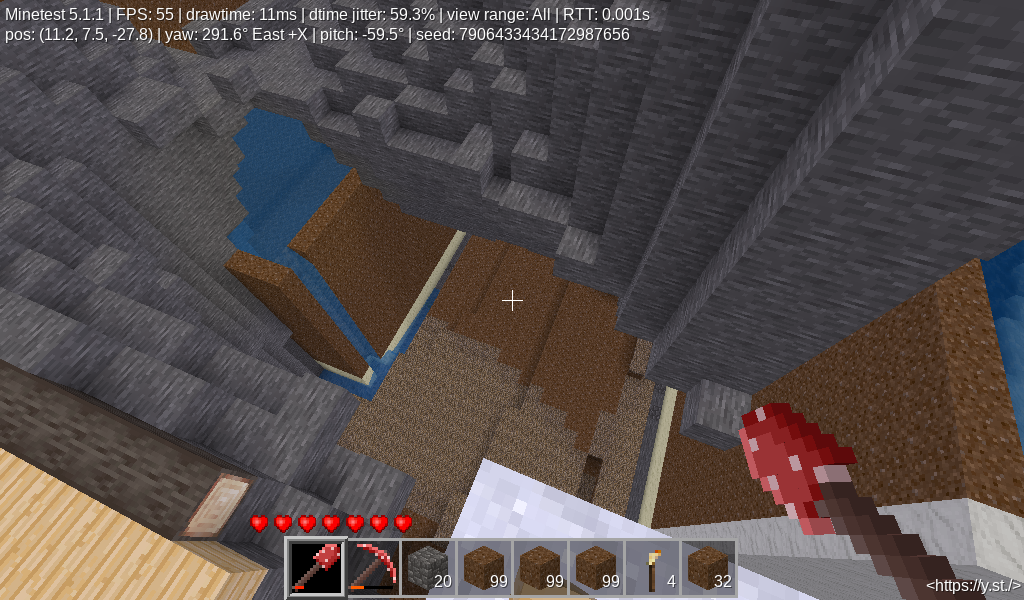 Minetest 5.1.1 | FPS: 55 | drawtime: 11ms | dtime jitter: 59.3% | view range: All | RTT: 0.001s
pos: (11.2, 7.5, -27.8) | yaw: 291.6° East +X | pitch: -59.5° | seed: 7906433434172987656
20 99 99 99 4 32
<https://y.st./>